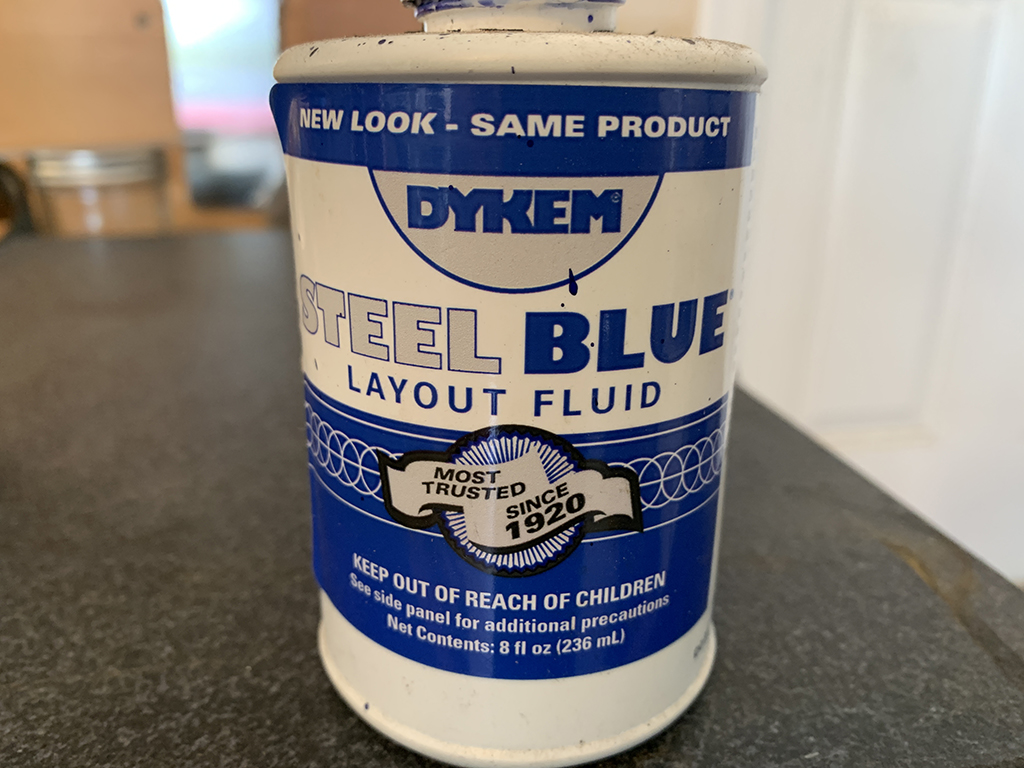 NEW LOOK - SAME PRODUCT
DYKEM
STEEL BLUE
LAYOUT FLUID
MOST
TRUSTED
SINCE
1920
KEEP OUT OF REACH OF CHILDREN
See side panel for additional precautions
Net Contents: 8 fl oz (236 mL)